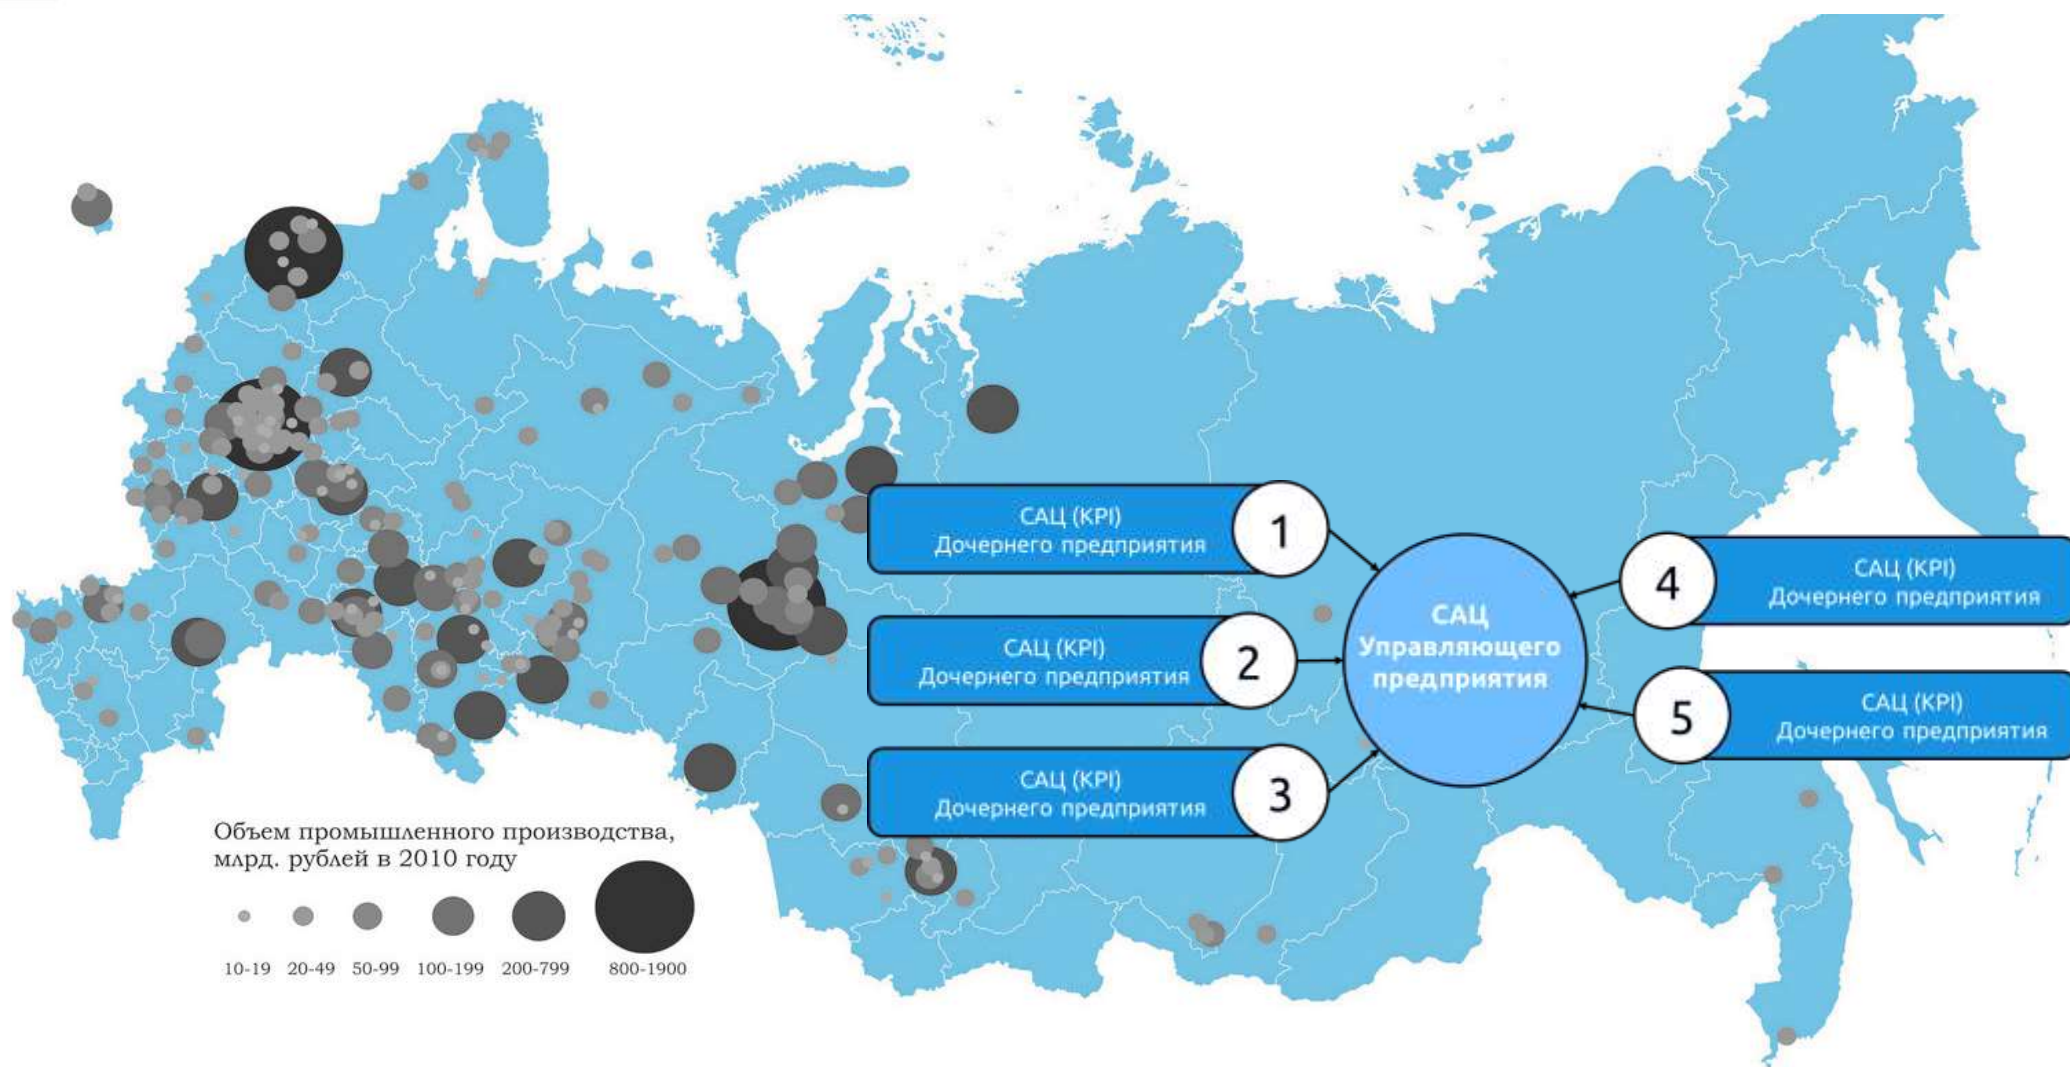 САЦ (KPI)
Дочернего предприятия
1
САЦ (KPI)
Дочернего предприятия
2
САЦ (KPI)
Дочернего предприятия
3
САЦ
Управляющего
предприятия
4
САЦ (KPI)
Дочернего предприятия
5
САЦ (KPI)
Дочернего предприятия
Объем промышленного производства,
млрд. рублей в 2010 году
10-19 20-49 50-99 100-199 200-799 800-1900